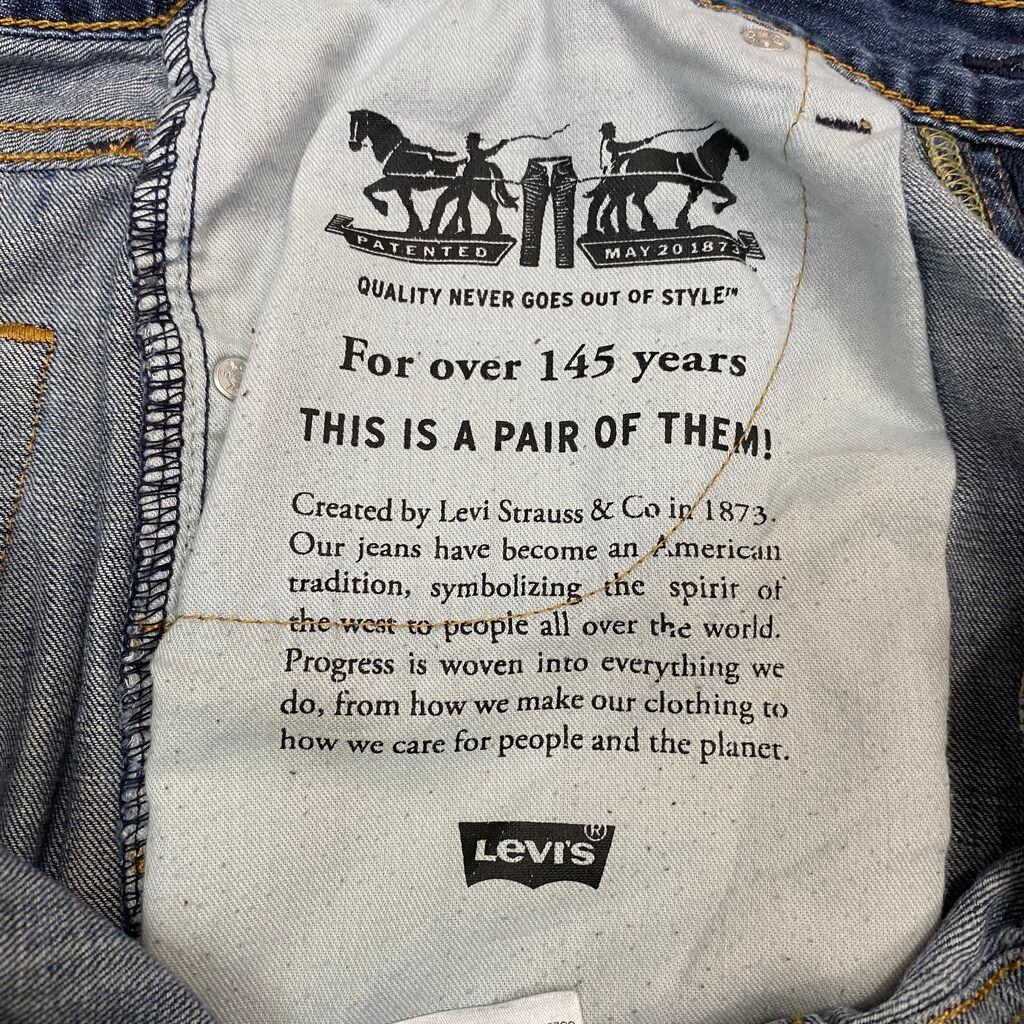 PATENTED MAY 20 1873
QUALITY NEVER GOES OUT OF STYLE™
For over 145 years
THIS IS A PAIR OF THEM!
Created by Levi Strauss & Co in 1873.
Our jeans have become an American
tradition, symbolizing the spirit of
the west to people all over the world.
Progress is woven into everything we
do, from how we make our clothing to
how we care for people and the planet.
LEVI'S®